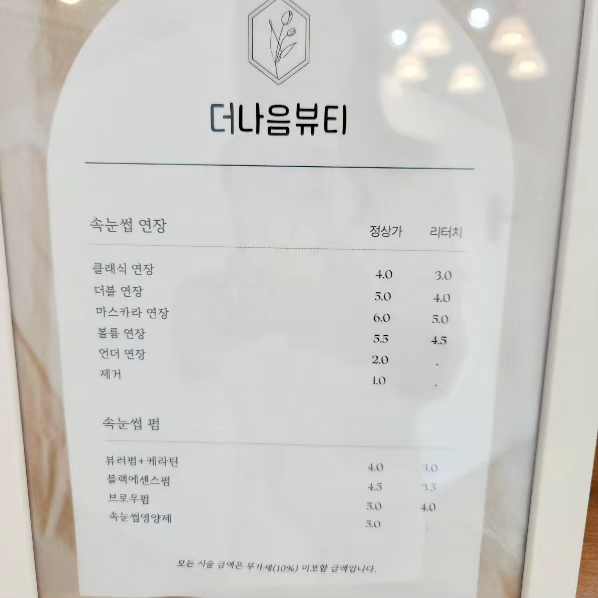 더나음뷰티
속눈썹 연장 정상가 리터치
클래식 연장 4.0 3.0
더블 연장 5.0 4.0
마스카라 연장 6.0 5.0
볼륨 연장 5.5 4.5
언더 연장 2.0 .
제거 1.0 .
속눈썹 펌
뷰러펌+케라틴 4.0 3.0
블랙에센스펌 4.5 3.5
브로우펌 5.0 4.0
속눈썹영양제 5.0 .
모든 시술 금액은 부가세(10%) 미포함 금액입니다.